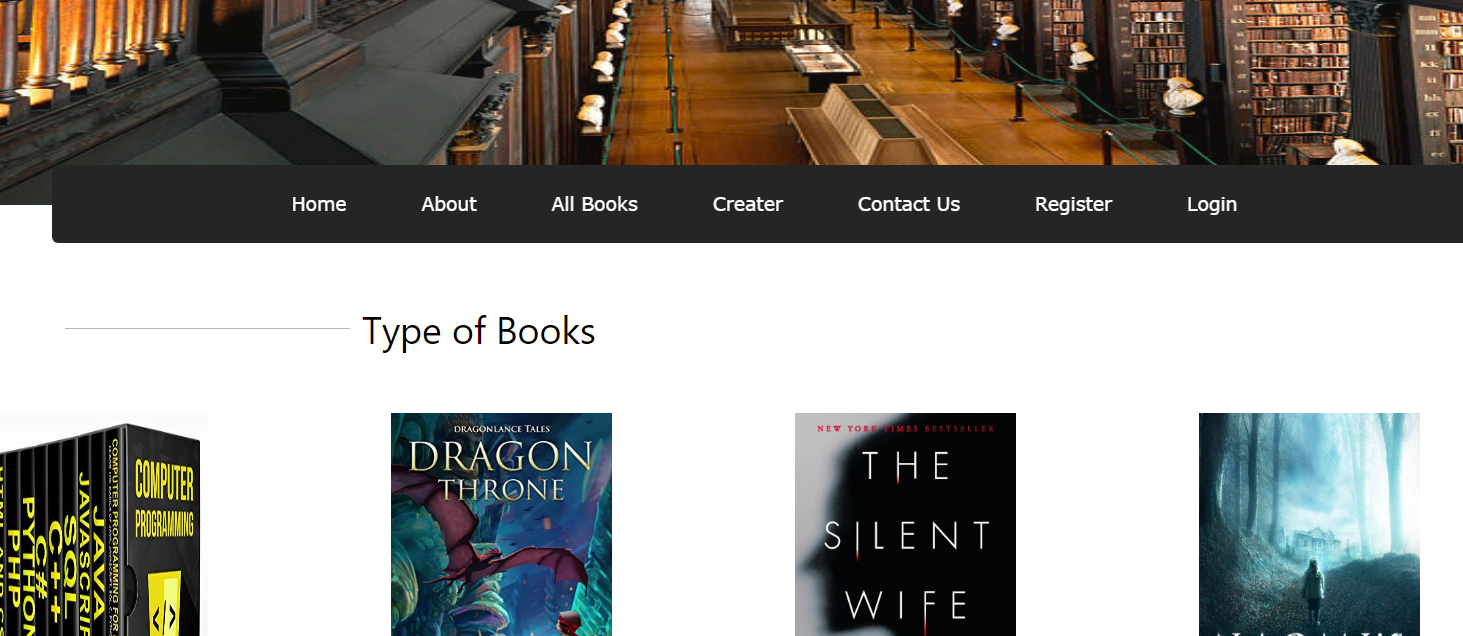 Home About All Books Creater Contact Us Register Login
Type of Books
COMPUTER
PROGRAMMING
JAVA
SQL
C++
C#
PYTHON
PHP
DRAGONLANCE TALES
DRAGON
THRONE
NEW YORK TIMES BESTSELLER
THE
SILENT
WIFE